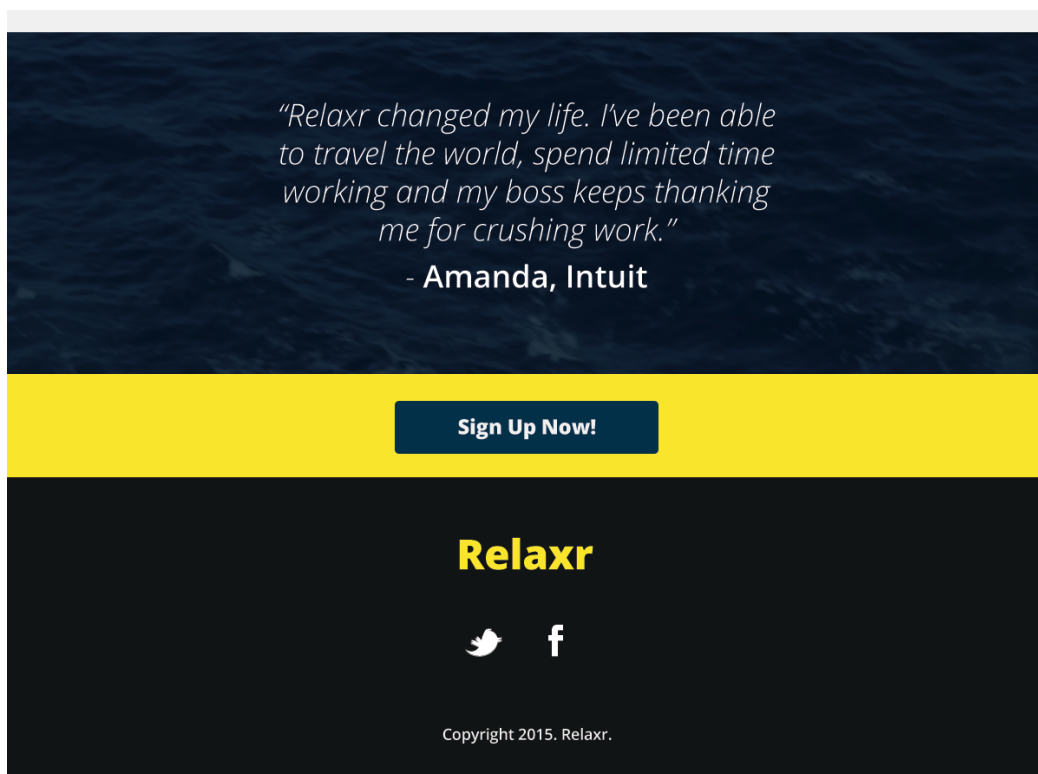 “Relaxr changed my life. I’ve been able
to travel the world, spend limited time
working and my boss keeps thanking
me for crushing work.”
- Amanda, Intuit
Sign Up Now!
Relaxr
Copyright 2015. Relaxr.